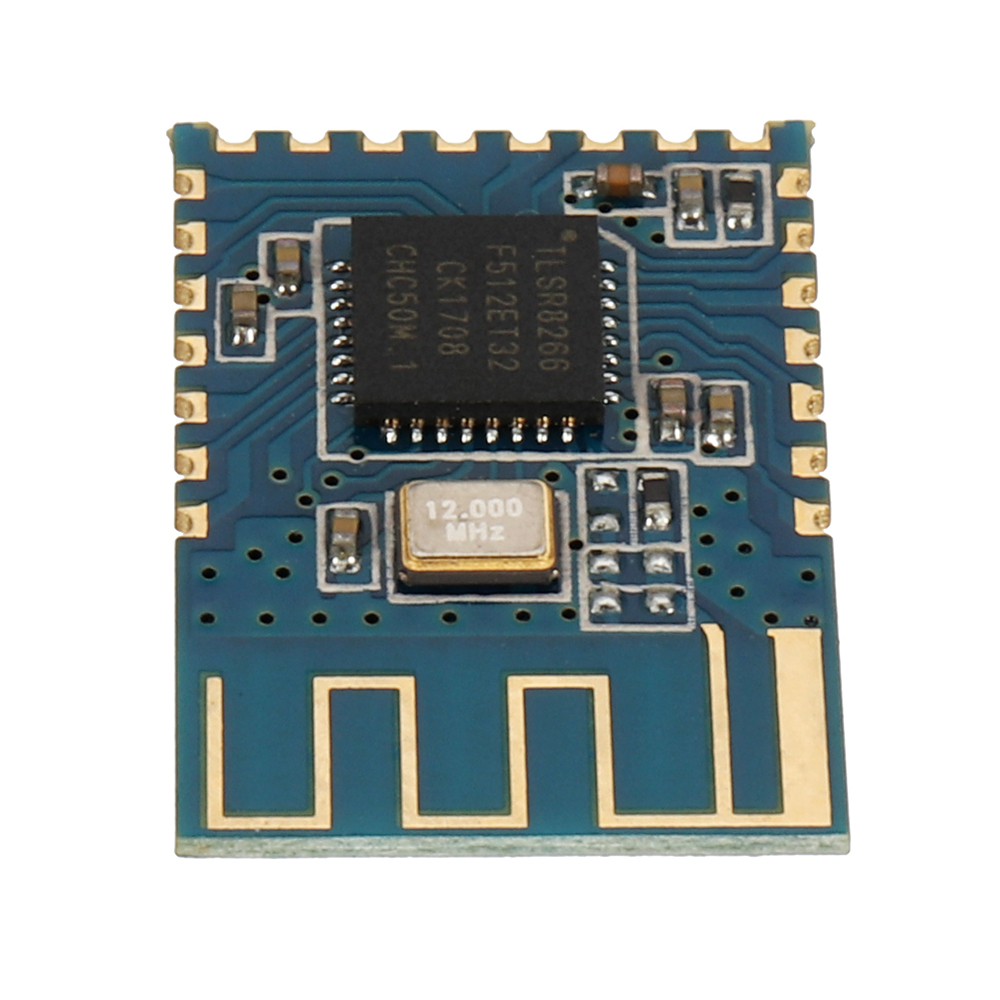 TLSR8266
F512ET32
CK1708
CHC50M.1
12.000
MHz